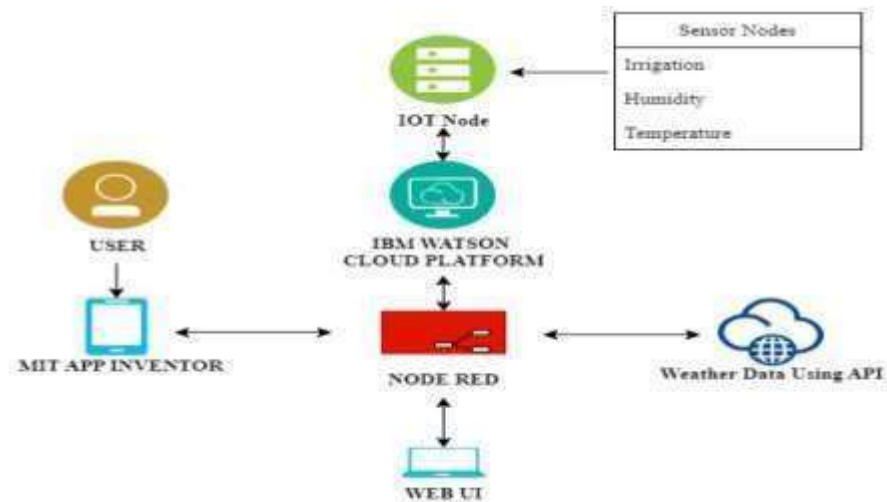 Sensor Nodes
Irrigation
Humidity
Temperature
IOT Node
USER
IBM WATSON
CLOUD PLATFORM
MIT APP INVENTOR
NODE RED
Weather Data Using API
WEB UI